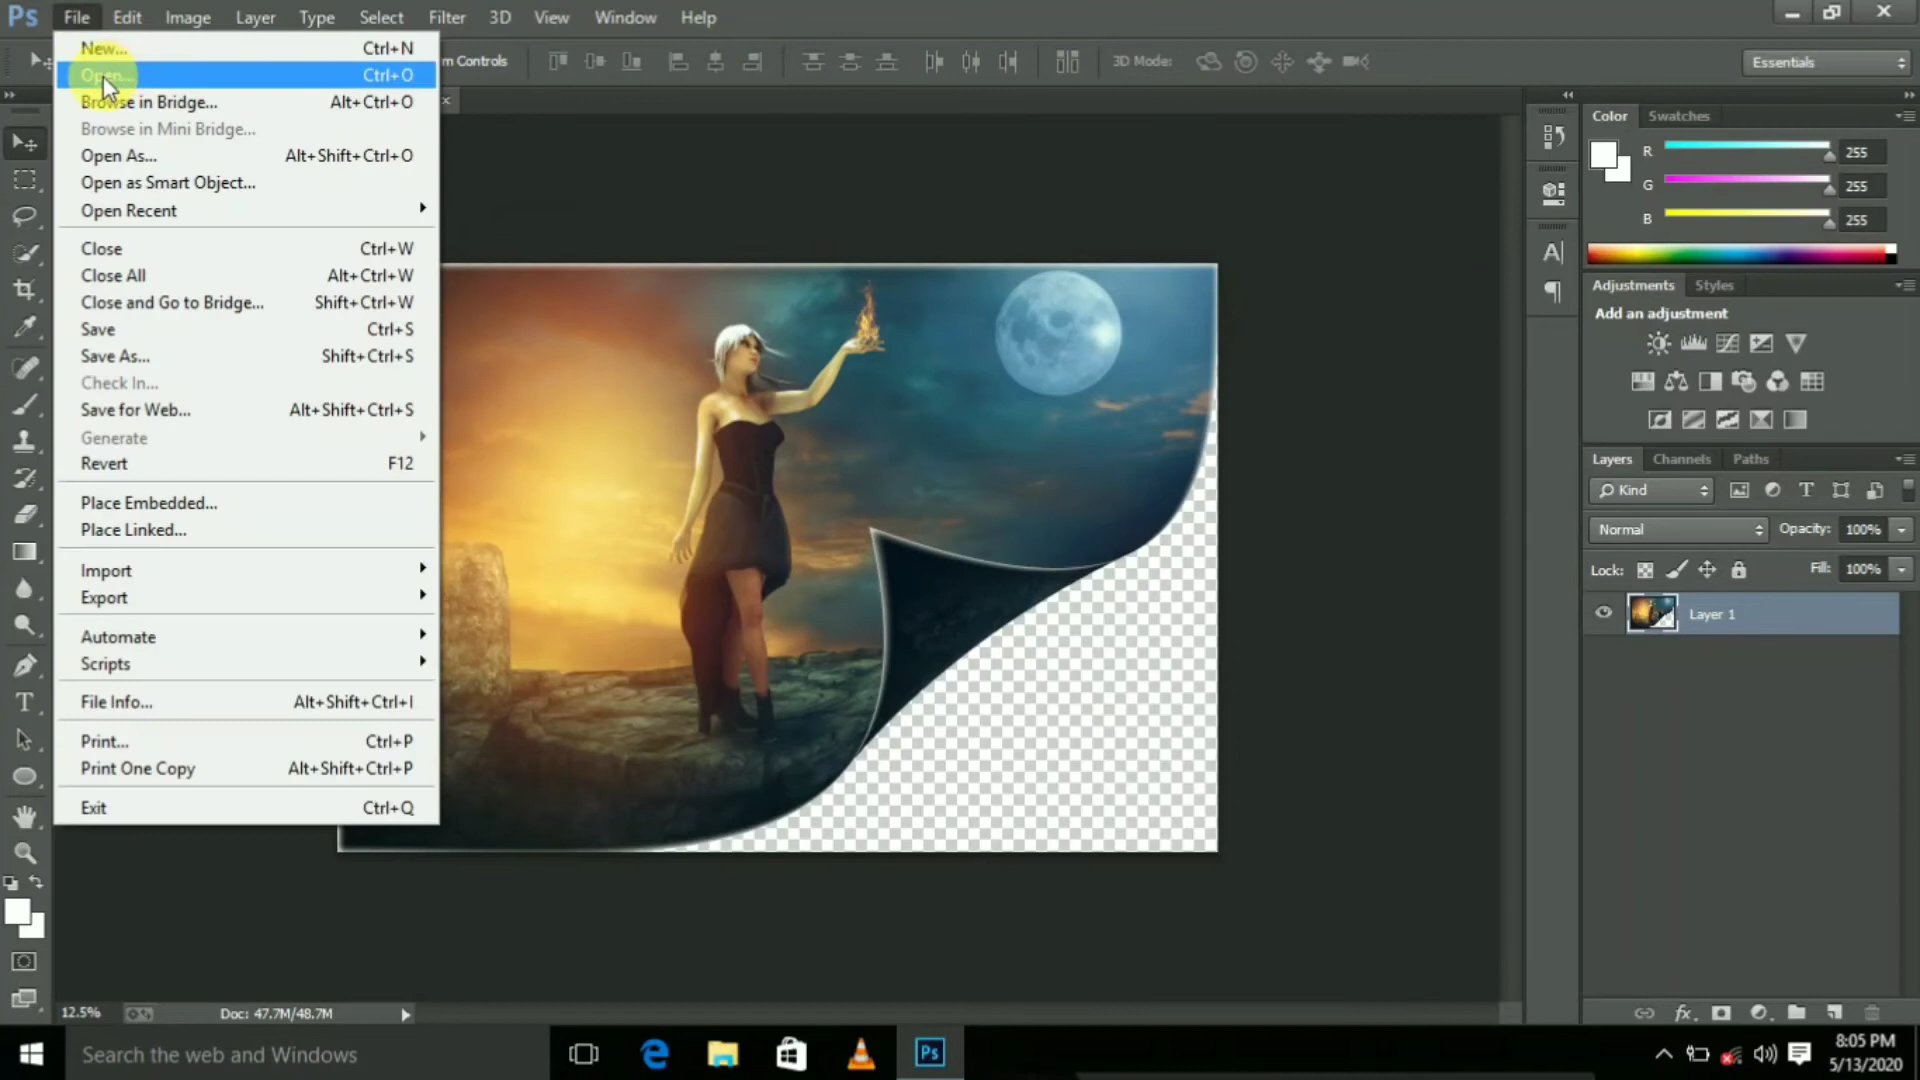 Ps File Edit Image Layer Type Select Filter 3D View Window Help
New... Ctrl+N
Open... Ctrl+O
Browse in Bridge... Alt+Ctrl+O
Browse in Mini Bridge...
Open As... Alt+Shift+Ctrl+O
Open as Smart Object...
Open Recent
Close Ctrl+W
Close All Alt+Ctrl+W
Close and Go to Bridge... Shift+Ctrl+W
Save Ctrl+S
Save As... Shift+Ctrl+S
Check In...
Save for Web... Alt+Shift+Ctrl+S
Generate
Revert F12
Place Embedded...
Place Linked...
Import
Export
Automate
Scripts
File Info... Alt+Shift+Ctrl+I
Print... Ctrl+P
Print One Copy Alt+Shift+Ctrl+P
Exit Ctrl+Q
m Controls
3D Mode:
Essentials
Color Swatches
R 255
G 255
B 255
Adjustments Styles
Add an adjustment
Layers Channels Paths
Kind
Normal Opacity: 100%
Lock: Fill: 100%
Layer 1
12.5% Doc: 47.7M/48.7M
Search the web and Windows
Ps
8:05 PM
5/13/2020